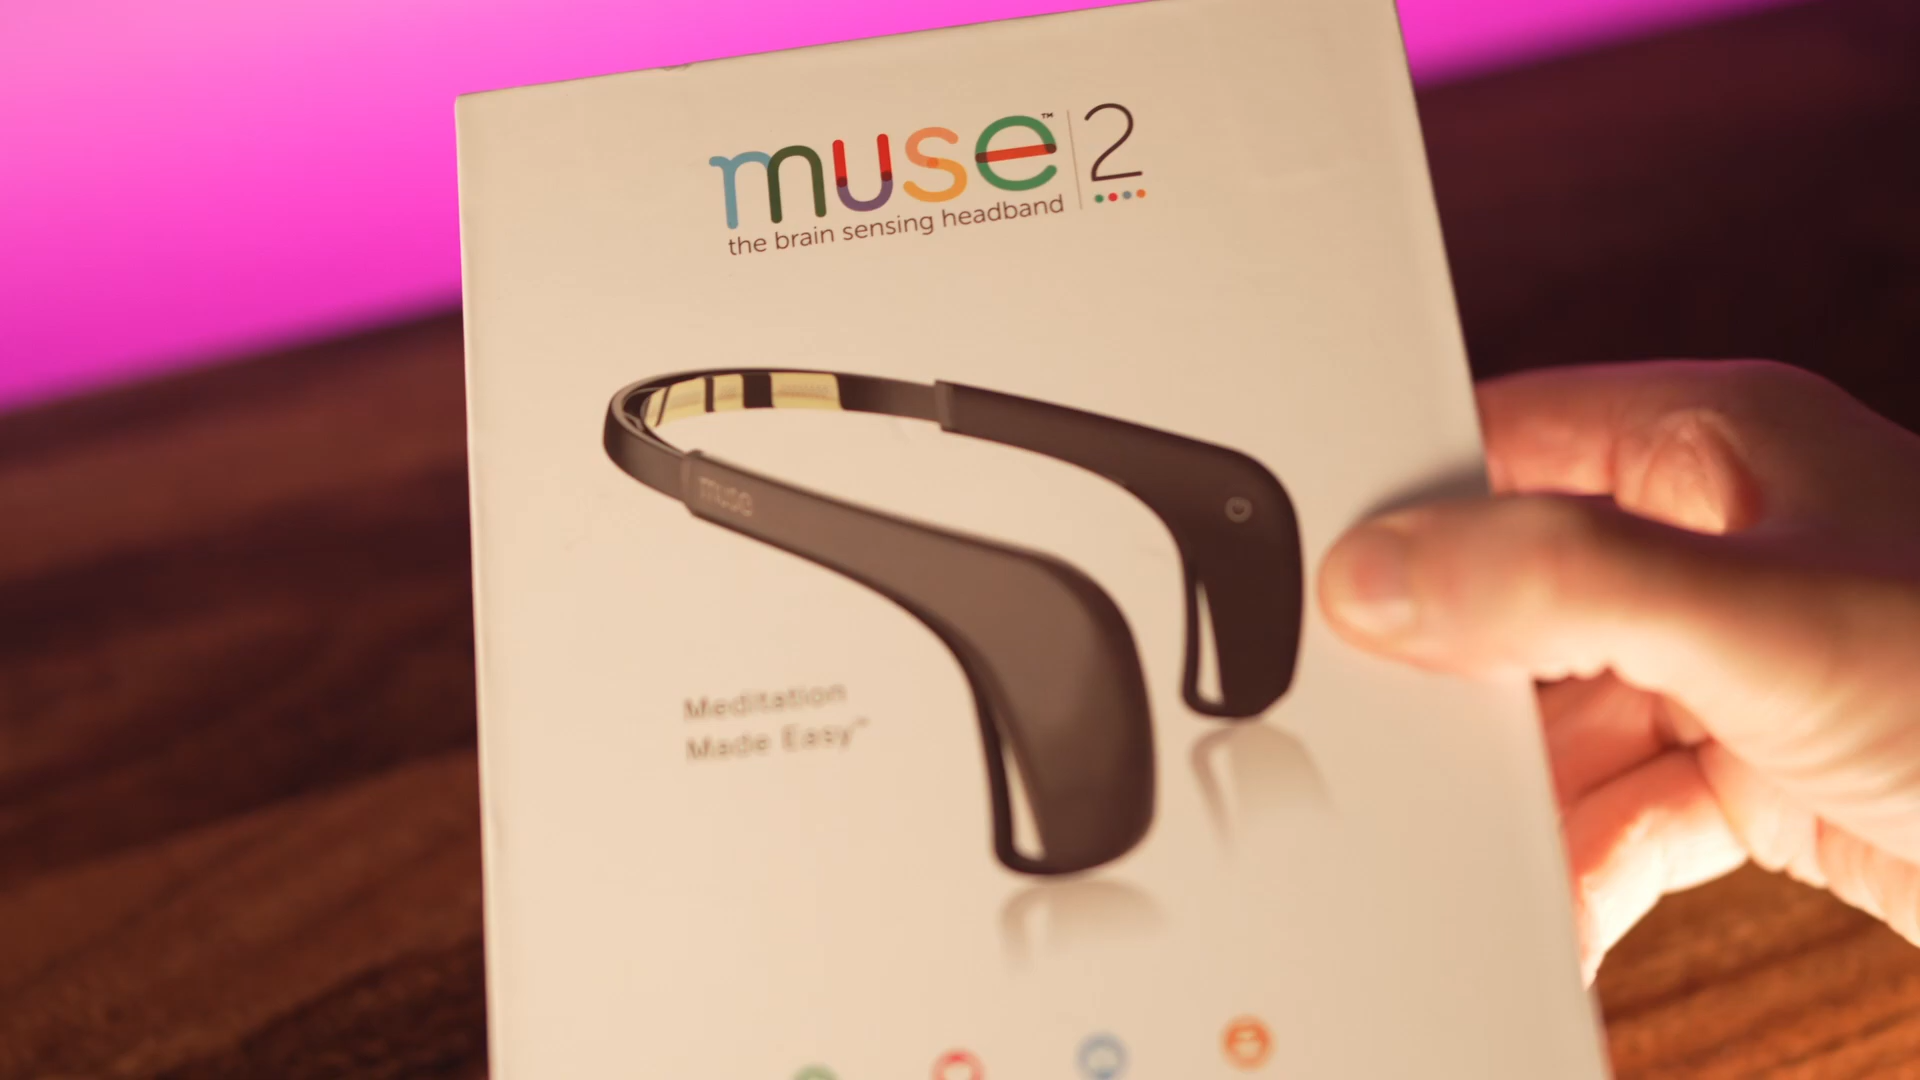 muse™ 2
the brain sensing headband
muse
Meditation
Made Easy™